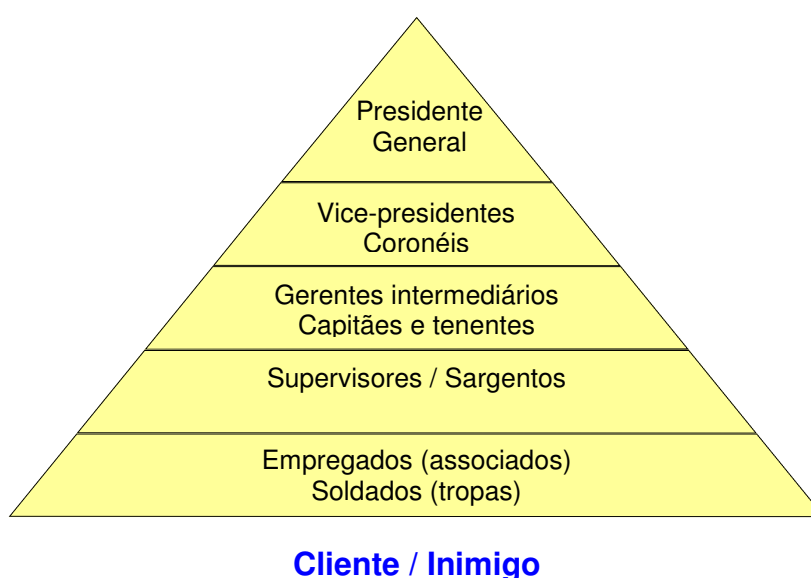 Presidente
General
Vice-presidentes
Coronéis
Gerentes intermediários
Capitães e tenentes
Supervisores / Sargentos
Empregados (associados)
Soldados (tropas)
Cliente / Inimigo